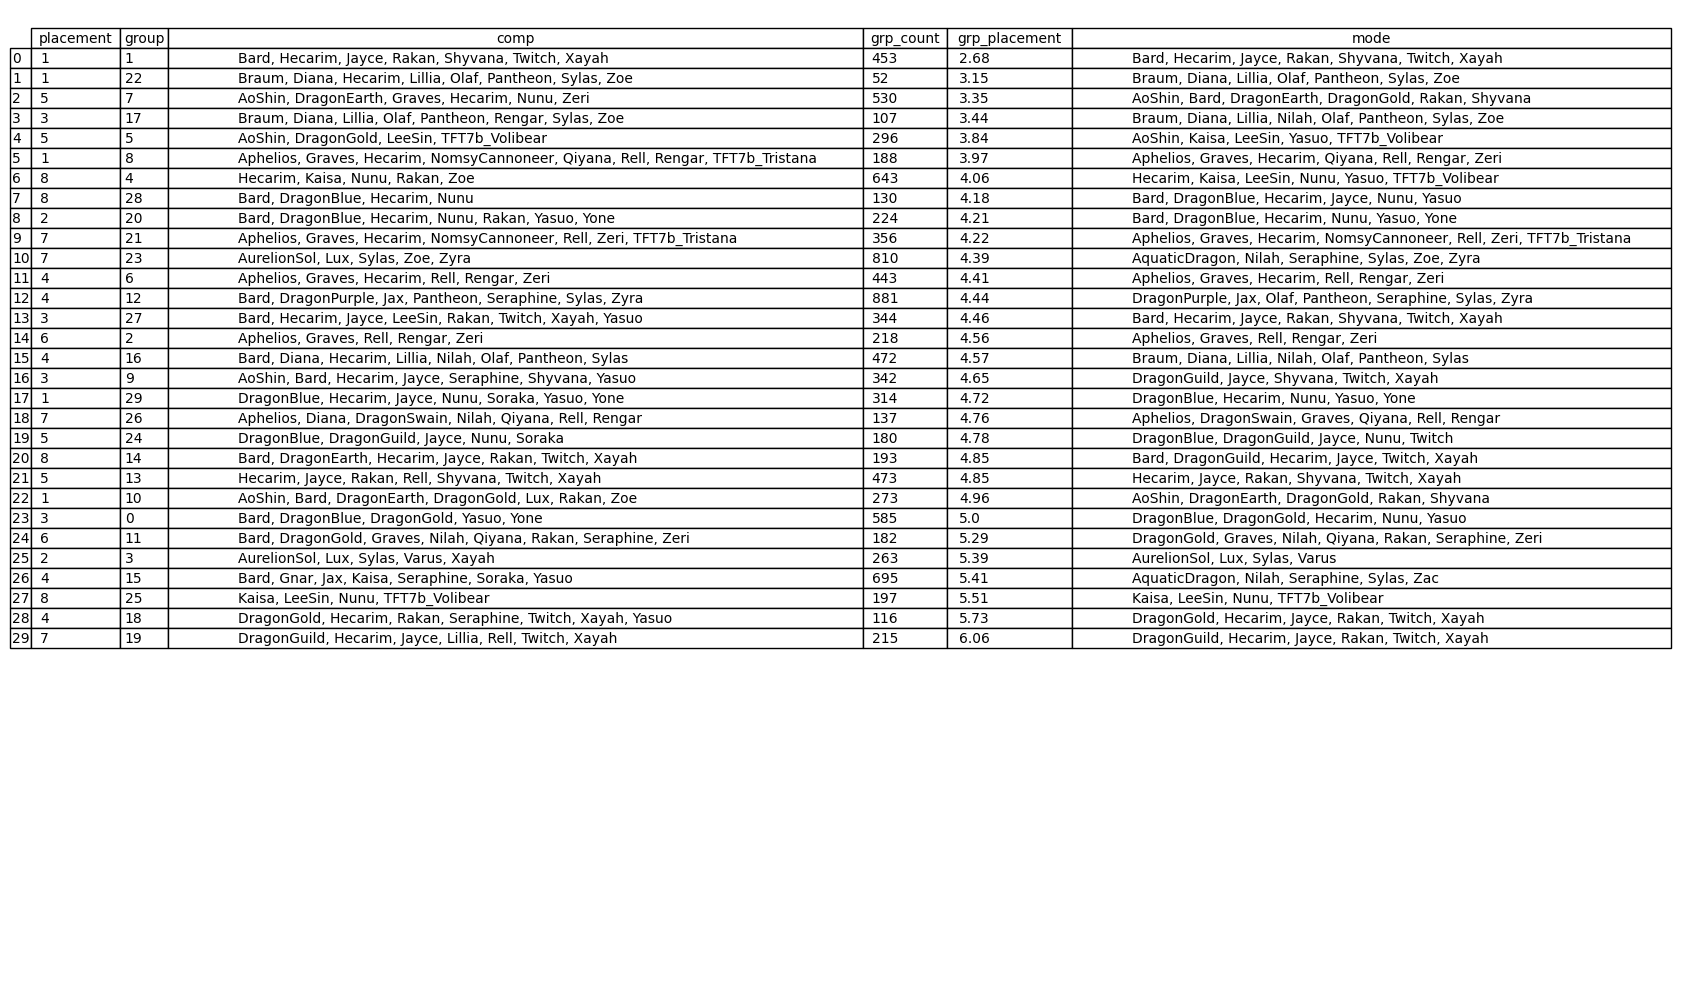 placement group comp grp_count grp_placement mode
0 1 1 Bard, Hecarim, Jayce, Rakan, Shyvana, Twitch, Xayah 453 2.68 Bard, Hecarim, Jayce, Rakan, Shyvana, Twitch, Xayah
1 1 22 Braum, Diana, Hecarim, Lillia, Olaf, Pantheon, Sylas, Zoe 52 3.15 Braum, Diana, Lillia, Olaf, Pantheon, Sylas, Zoe
2 5 7 AoShin, DragonEarth, Graves, Hecarim, Nunu, Zeri 530 3.35 AoShin, Bard, DragonEarth, DragonGold, Rakan, Shyvana
3 3 17 Braum, Diana, Lillia, Olaf, Pantheon, Rengar, Sylas, Zoe 107 3.44 Braum, Diana, Lillia, Nilah, Olaf, Pantheon, Sylas, Zoe
4 5 5 AoShin, DragonGold, LeeSin, TFT7b_Volibear 296 3.84 AoShin, Kaisa, LeeSin, Yasuo, TFT7b_Volibear
5 1 8 Aphelios, Graves, Hecarim, NomsyCannoneer, Qiyana, Rell, Rengar, TFT7b_Tristana 188 3.97 Aphelios, Graves, Hecarim, Qiyana, Rell, Rengar, Zeri
6 8 4 Hecarim, Kaisa, Nunu, Rakan, Zoe 643 4.06 Hecarim, Kaisa, LeeSin, Nunu, Yasuo, TFT7b_Volibear
7 8 28 Bard, DragonBlue, Hecarim, Nunu 130 4.18 Bard, DragonBlue, Hecarim, Jayce, Nunu, Yasuo
8 2 20 Bard, DragonBlue, Hecarim, Nunu, Rakan, Yasuo, Yone 224 4.21 Bard, DragonBlue, Hecarim, Nunu, Yasuo, Yone
9 7 21 Aphelios, Graves, Hecarim, NomsyCannoneer, Rell, Zeri, TFT7b_Tristana 356 4.22 Aphelios, Graves, Hecarim, NomsyCannoneer, Rell, Zeri, TFT7b_Tristana
10 7 23 AurelionSol, Lux, Sylas, Zoe, Zyra 810 4.39 AquaticDragon, Nilah, Seraphine, Sylas, Zoe, Zyra
11 4 6 Aphelios, Graves, Hecarim, Rell, Rengar, Zeri 443 4.41 Aphelios, Graves, Hecarim, Rell, Rengar, Zeri
12 4 12 Bard, DragonPurple, Jax, Pantheon, Seraphine, Sylas, Zyra 881 4.44 DragonPurple, Jax, Olaf, Pantheon, Seraphine, Sylas, Zyra
13 3 27 Bard, Hecarim, Jayce, LeeSin, Rakan, Twitch, Xayah, Yasuo 344 4.46 Bard, Hecarim, Jayce, Rakan, Shyvana, Twitch, Xayah
14 6 2 Aphelios, Graves, Rell, Rengar, Zeri 218 4.56 Aphelios, Graves, Rell, Rengar, Zeri
15 4 16 Bard, Diana, Hecarim, Lillia, Nilah, Olaf, Pantheon, Sylas 472 4.57 Braum, Diana, Lillia, Nilah, Olaf, Pantheon, Sylas
16 3 9 AoShin, Bard, Hecarim, Jayce, Seraphine, Shyvana, Yasuo 342 4.65 DragonGuild, Jayce, Shyvana, Twitch, Xayah
17 1 29 DragonBlue, Hecarim, Jayce, Nunu, Soraka, Yasuo, Yone 314 4.72 DragonBlue, Hecarim, Nunu, Yasuo, Yone
18 7 26 Aphelios, Diana, DragonSwain, Nilah, Qiyana, Rell, Rengar 137 4.76 Aphelios, DragonSwain, Graves, Qiyana, Rell, Rengar
19 5 24 DragonBlue, DragonGuild, Jayce, Nunu, Soraka 180 4.78 DragonBlue, DragonGuild, Jayce, Nunu, Twitch
20 8 14 Bard, DragonEarth, Hecarim, Jayce, Rakan, Twitch, Xayah 193 4.85 Bard, DragonGuild, Hecarim, Jayce, Twitch, Xayah
21 5 13 Hecarim, Jayce, Rakan, Rell, Shyvana, Twitch, Xayah 473 4.85 Hecarim, Jayce, Rakan, Shyvana, Twitch, Xayah
22 1 10 AoShin, Bard, DragonEarth, DragonGold, Lux, Rakan, Zoe 273 4.96 AoShin, DragonEarth, DragonGold, Rakan, Shyvana
23 3 0 Bard, DragonBlue, DragonGold, Yasuo, Yone 585 5.0 DragonBlue, DragonGold, Hecarim, Nunu, Yasuo
24 6 11 Bard, DragonGold, Graves, Nilah, Qiyana, Rakan, Seraphine, Zeri 182 5.29 DragonGold, Graves, Nilah, Qiyana, Rakan, Seraphine, Zeri
25 2 3 AurelionSol, Lux, Sylas, Varus, Xayah 263 5.39 AurelionSol, Lux, Sylas, Varus
26 4 15 Bard, Gnar, Jax, Kaisa, Seraphine, Soraka, Yasuo 695 5.41 AquaticDragon, Nilah, Seraphine, Sylas, Zac
27 8 25 Kaisa, LeeSin, Nunu, TFT7b_Volibear 197 5.51 Kaisa, LeeSin, Nunu, TFT7b_Volibear
28 4 18 DragonGold, Hecarim, Rakan, Seraphine, Twitch, Xayah, Yasuo 116 5.73 DragonGold, Hecarim, Jayce, Rakan, Twitch, Xayah
29 7 19 DragonGuild, Hecarim, Jayce, Lillia, Rell, Twitch, Xayah 215 6.06 DragonGuild, Hecarim, Jayce, Rakan, Twitch, Xayah